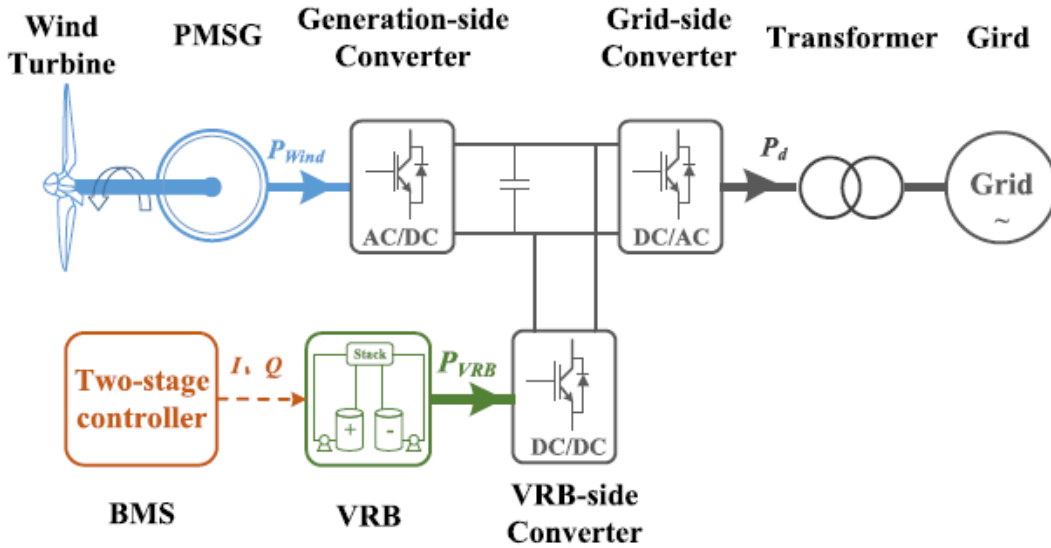 Wind
Turbine
PMSG
Generation-side
Converter
Grid-side
Converter
Transformer
Gird
P_Wind
AC/DC
DC/AC
P_d
Grid
~
Two-stage
controller
I、Q
Stack
+
-
P_VRB
DC/DC
BMS
VRB
VRB-side
Converter